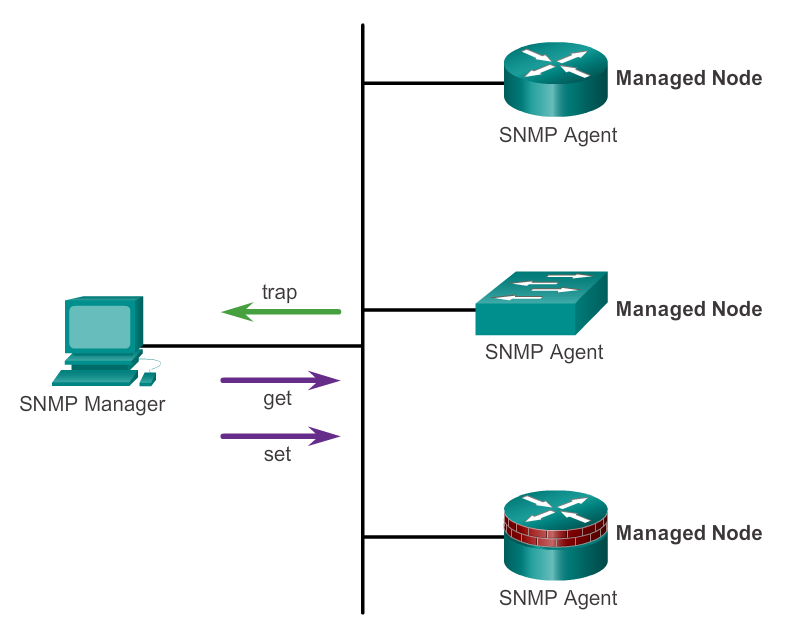 Managed Node
SNMP Agent
trap
Managed Node
SNMP Agent
SNMP Manager
get
set
Managed Node
SNMP Agent